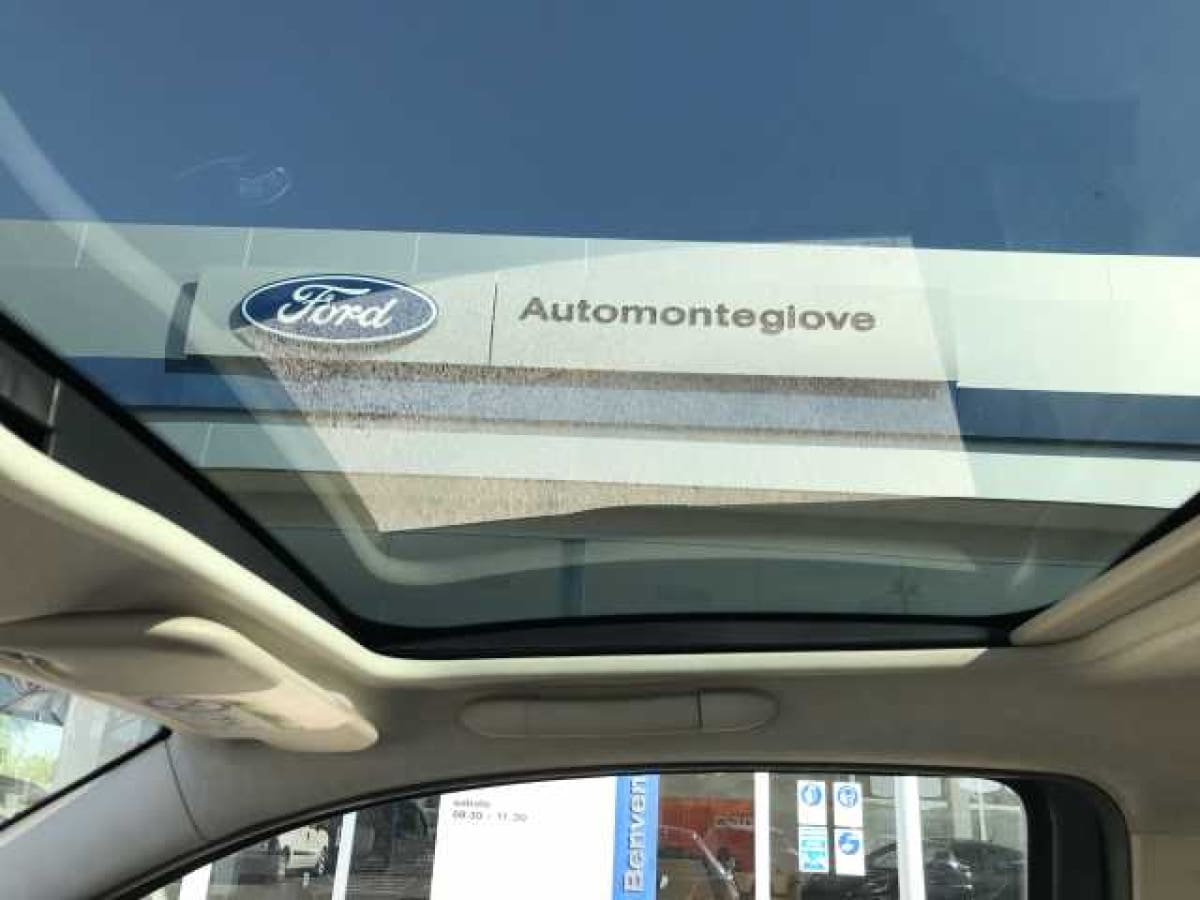 Ford
Automontegiove
sabato
08.30 - 11.30
Benven